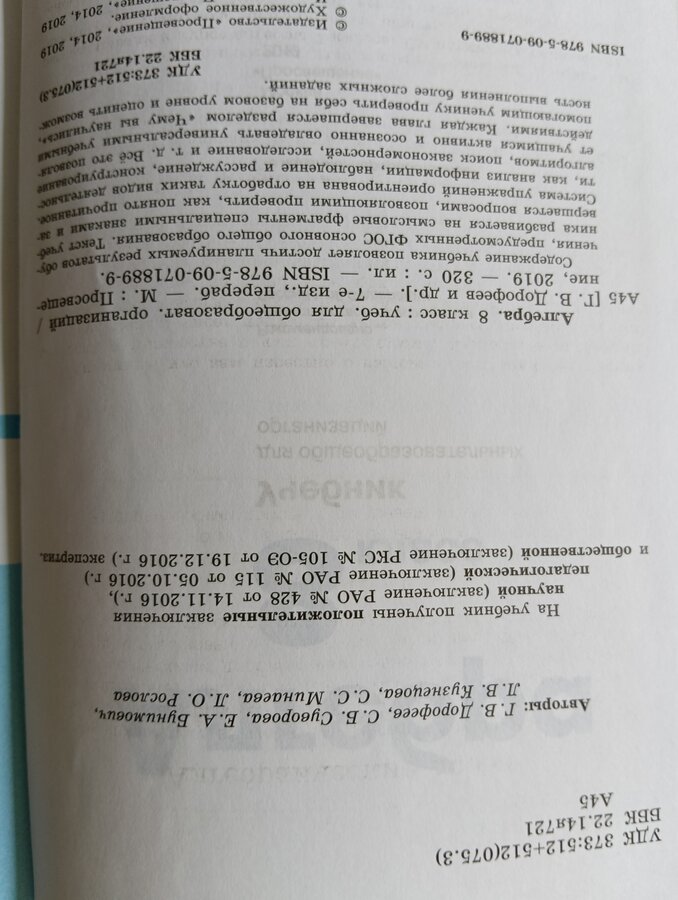 УДК 373:512+512(075.3)
ББК 22.14я721
А45
Авторы: Г. В. Дорофеев, С. Б. Суворова, Е. А. Бунимович,
Л. В. Кузнецова, С. С. Минаева, Л. О. Рослова
На учебник получены положительные заключения
научной (заключение РАО № 428 от 14.11.2016 г.),
педагогической (заключение РАО № 115 от 05.10.2016 г.)
и общественной (заключение РКС № 105-ОЭ от 19.12.2016 г.) экспертиз.
Учебник
для общеобразовательных
организаций
Алгебра. 8 класс : учеб. для общеобразоват. организаций /
А45 [Г. В. Дорофеев и др.]. — 7-е изд., перераб. — М. : Просвеще-
ние, 2019. — 320 с. : ил. — ISBN 978-5-09-071889-9.
Содержание учебника позволяет достичь планируемых результатов обу-
чения, предусмотренных ФГОС основного общего образования. Текст учеб-
ника разбивается на смысловые фрагменты специальными знаками и за-
вершается вопросами, позволяющими проверить, как понято прочитанное.
Система упражнений ориентирована на отработку таких видов деятельнос-
ти, как анализ информации, наблюдение и рассуждение, конструирование
алгоритмов, поиск закономерностей, исследование и т. д. Всё это позволя-
ет учащимся активно и осознанно овладевать универсальными учебными
действиями. Каждая глава завершается разделом «Чему вы научились»,
помогающим ученику проверить себя на базовом уровне и оценить возмож-
ность выполнения более сложных заданий.
УДК 373:512+512(075.3)
ББК 22.14я721
ISBN 978-5-09-071889-9
© Издательство «Просвещение», 2014, 2019
© Художественное оформление.
2014, 2019